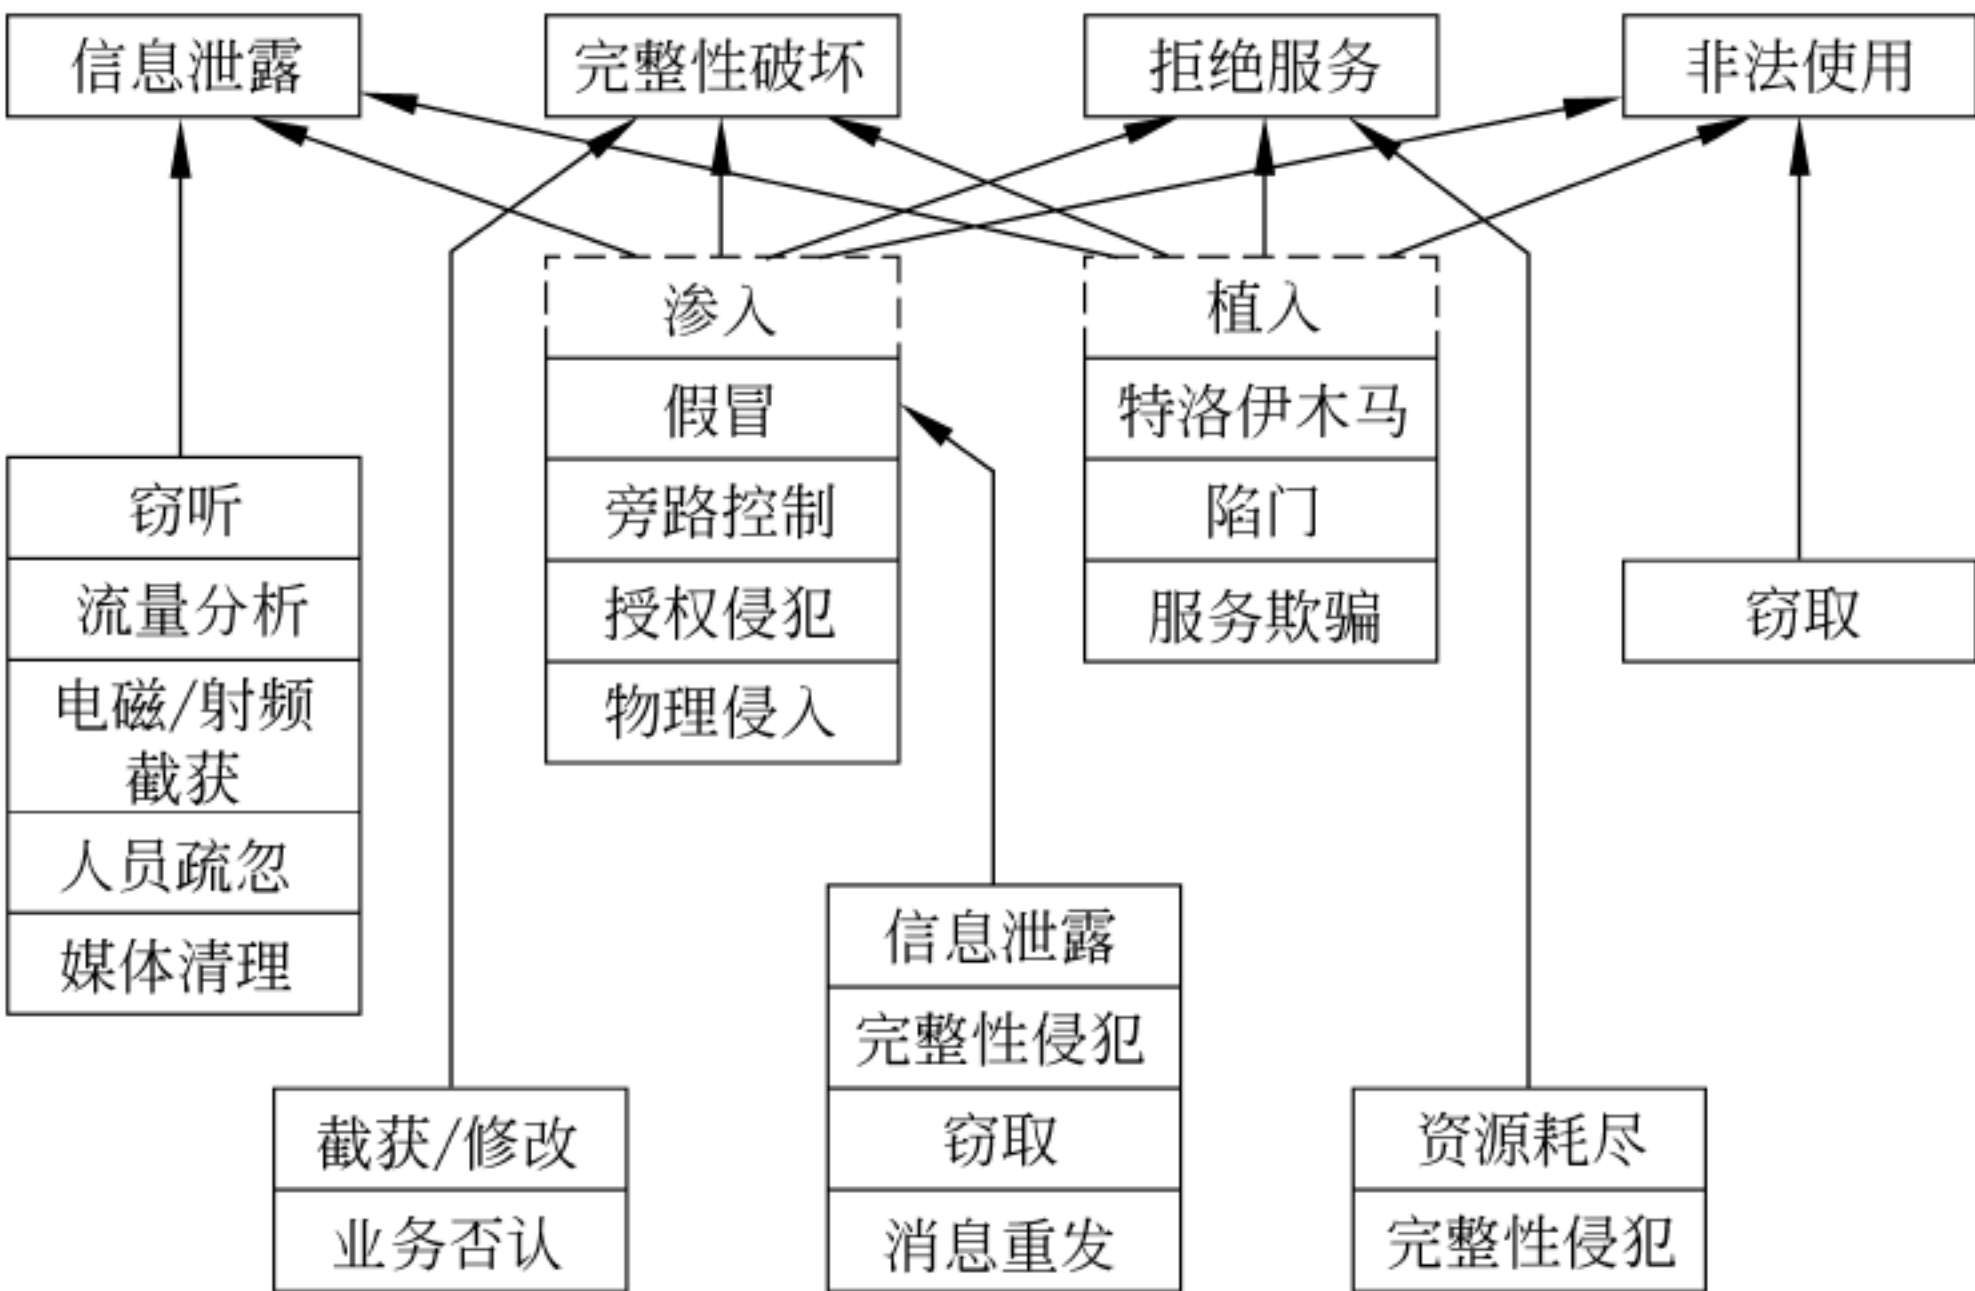 信息泄露
完整性破坏
拒绝服务
非法使用
渗入
假冒
旁路控制
授权侵犯
物理侵入
植入
特洛伊木马
陷门
服务欺骗
窃听
流量分析
电磁/射频
截获
人员疏忽
媒体清理
窃取
信息泄露
完整性侵犯
窃取
消息重发
截获/修改
业务否认
资源耗尽
完整性侵犯